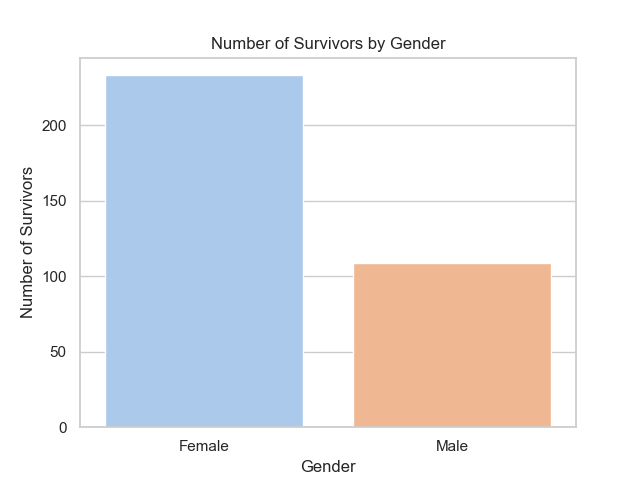 Number of Survivors by Gender
Number of Survivors
200
150
100
50
0
Female Male
Gender